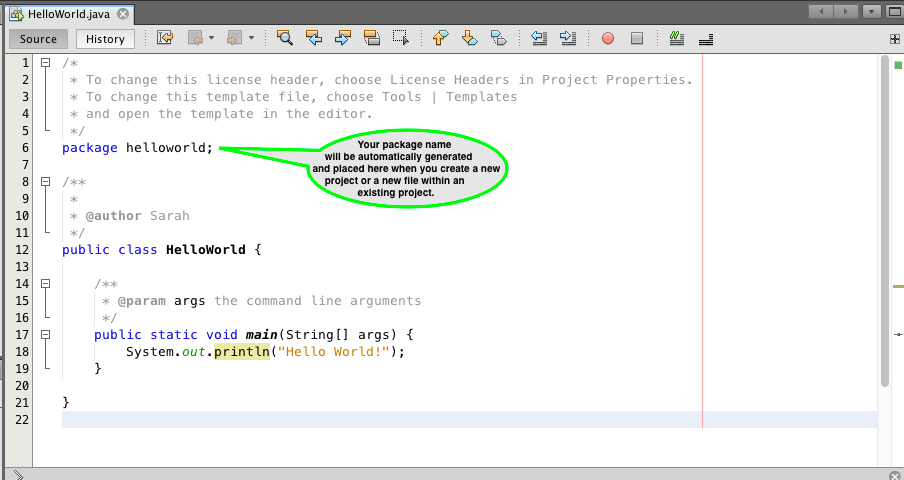 HelloWorld.java
Source History
1 /*
2  * To change this license header, choose License Headers in Project Properties.
3  * To change this template file, choose Tools | Templates
4  * and open the template in the editor.
5  */
6 package helloworld;
Your package name
will be automatically generated
and placed here when you create a new
project or a new file within an
existing project.
7
8 /**
9  *
10  * @author Sarah
11  */
12 public class HelloWorld {
13
14     /**
15      * @param args the command line arguments
16      */
17     public static void main(String[] args) {
18         System.out.println("Hello World!");
19     }
20
21 }
22